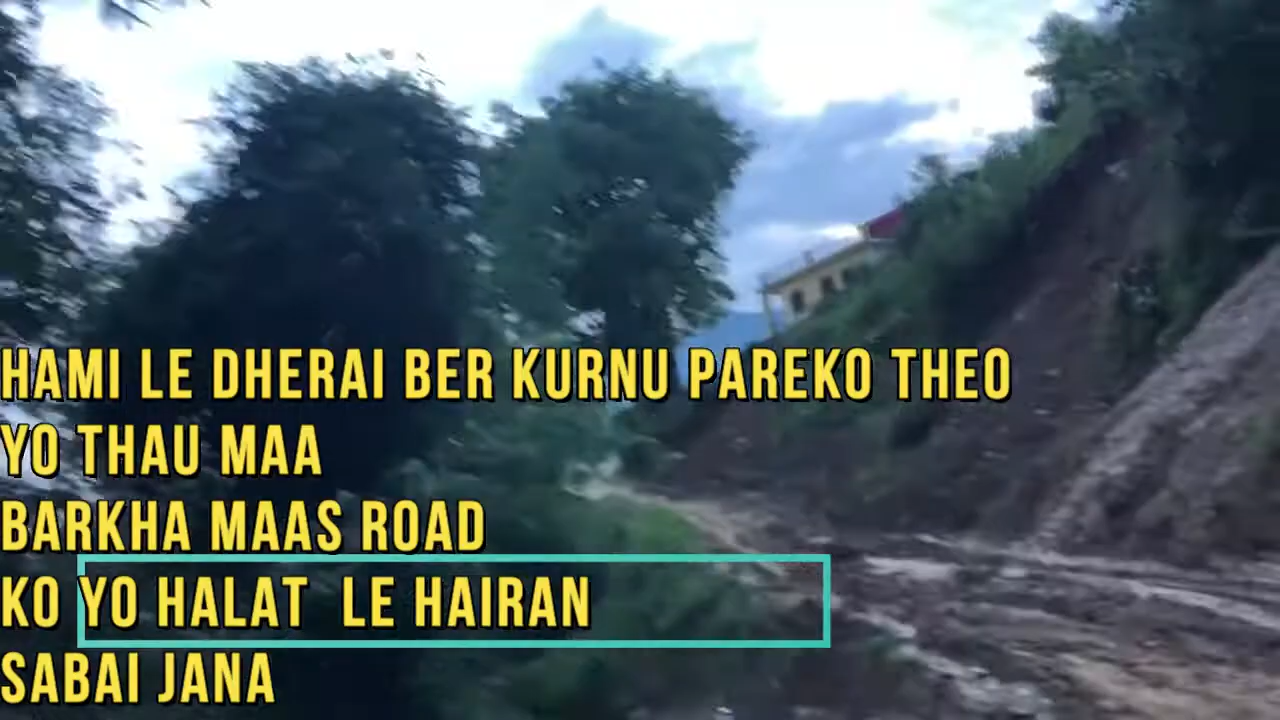 HAMI LE DHERAI BER KURNU PAREKO THEO
YO THAU MAA
BARKHA MAAS ROAD
KO YO HALAT LE HAIRAN
SABAI JANA